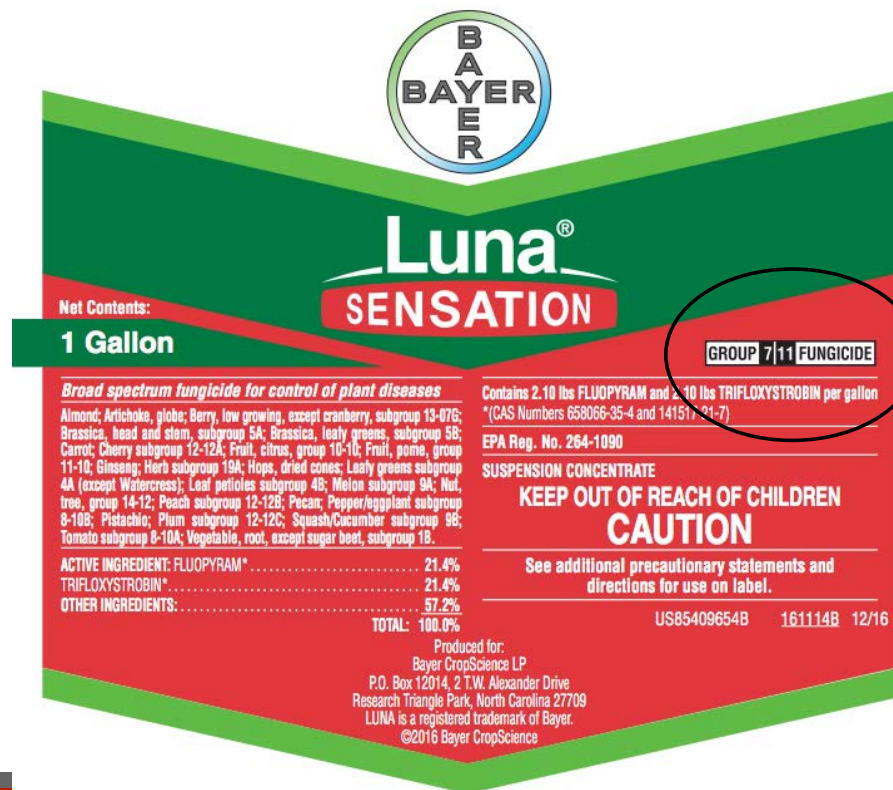 BAYER
BAYER
Luna®
SENSATION
Net Contents:
1 Gallon
GROUP 7 11 FUNGICIDE
Broad spectrum fungicide for control of plant diseases
Almond; Artichoke, globe; Berry, low growing, except cranberry, subgroup 13-07G;
Brassica, head and stem, subgroup 5A; Brassica, leafy greens, subgroup 5B;
Carrot; Cherry subgroup 12-12A; Fruit, citrus, group 10-10; Fruit, pome, group
11-10; Ginseng; Herb subgroup 19A; Hops, dried cones; Leafy greens subgroup
4A (except Watercress); Leaf petioles subgroup 4B; Melon subgroup 9A; Nut,
tree, group 14-12; Peach subgroup 12-12B; Pecan; Pepper/eggplant subgroup
8-10B; Pistachio; Plum subgroup 12-12C; Squash/Cucumber subgroup 9B;
Tomato subgroup 8-10A; Vegetable, root, except sugar beet, subgroup 1B.
ACTIVE INGREDIENT: FLUOPYRAM* 21.4%
TRIFLOXYSTROBIN* 21.4%
OTHER INGREDIENTS: 57.2%
TOTAL: 100.0%
Contains 2.10 lbs FLUOPYRAM and 2.10 lbs TRIFLOXYSTROBIN per gallon
*(CAS Numbers 658066-35-4 and 141517-21-7)
EPA Reg. No. 264-1090
SUSPENSION CONCENTRATE
KEEP OUT OF REACH OF CHILDREN
CAUTION
See additional precautionary statements and
directions for use on label.
US85409654B 161114B 12/16
Produced for:
Bayer CropScience LP
P.O. Box 12014, 2 T.W. Alexander Drive
Research Triangle Park, North Carolina 27709
LUNA is a registered trademark of Bayer.
©2016 Bayer CropScience